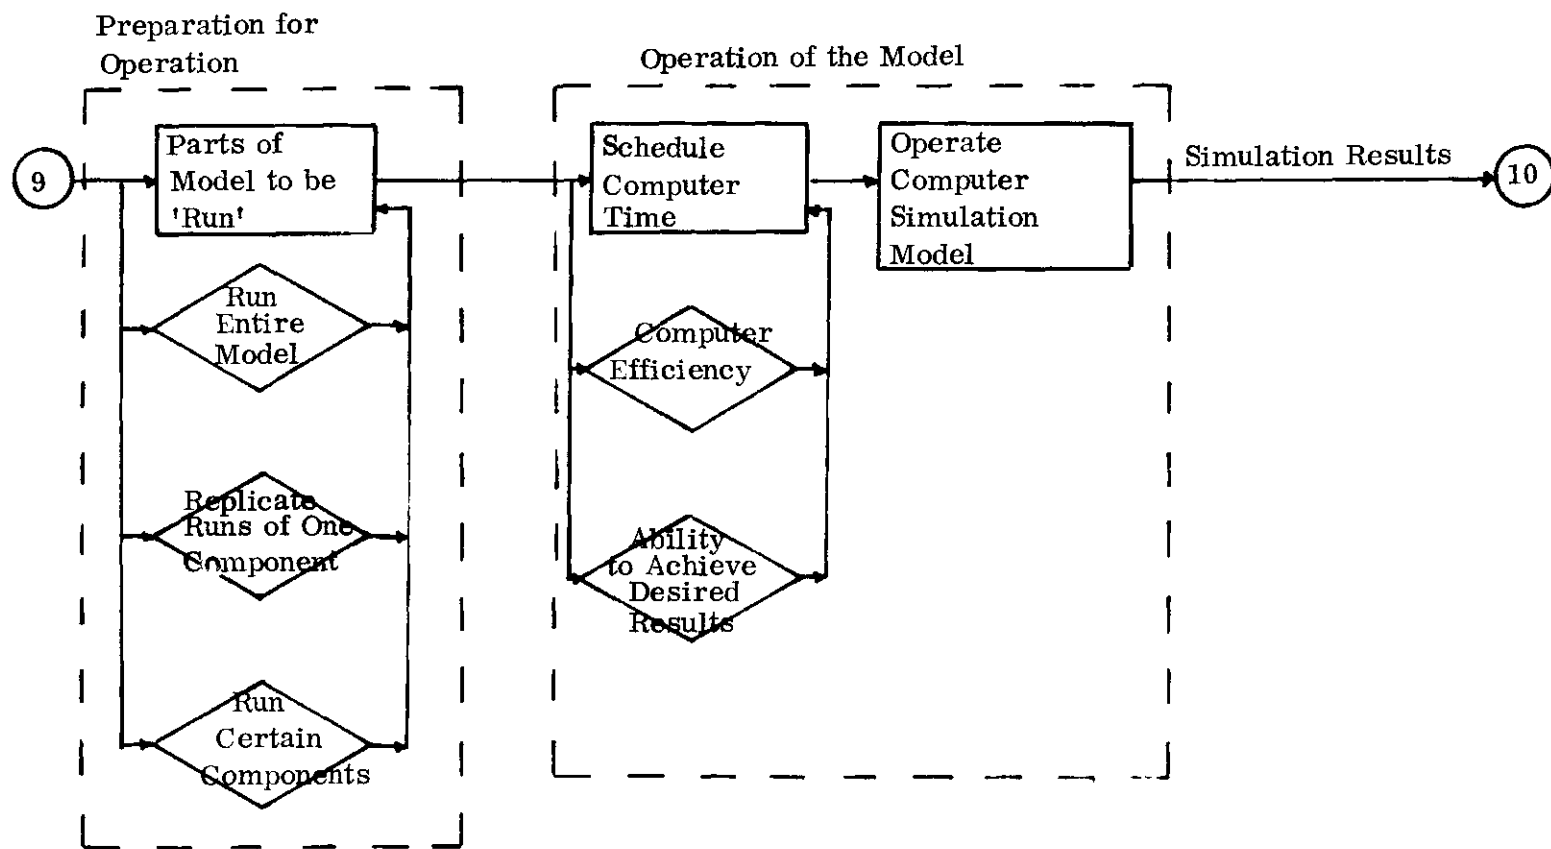 Preparation for
Operation
Operation of the Model
9
Parts of
Model to be
'Run'
Run
Entire
Model
Replicate
Runs of One
Component
Run
Certain
Components
Schedule
Computer
Time
Computer
Efficiency
Ability
to Achieve
Desired
Results
Operate
Computer
Simulation
Model
Simulation Results
10